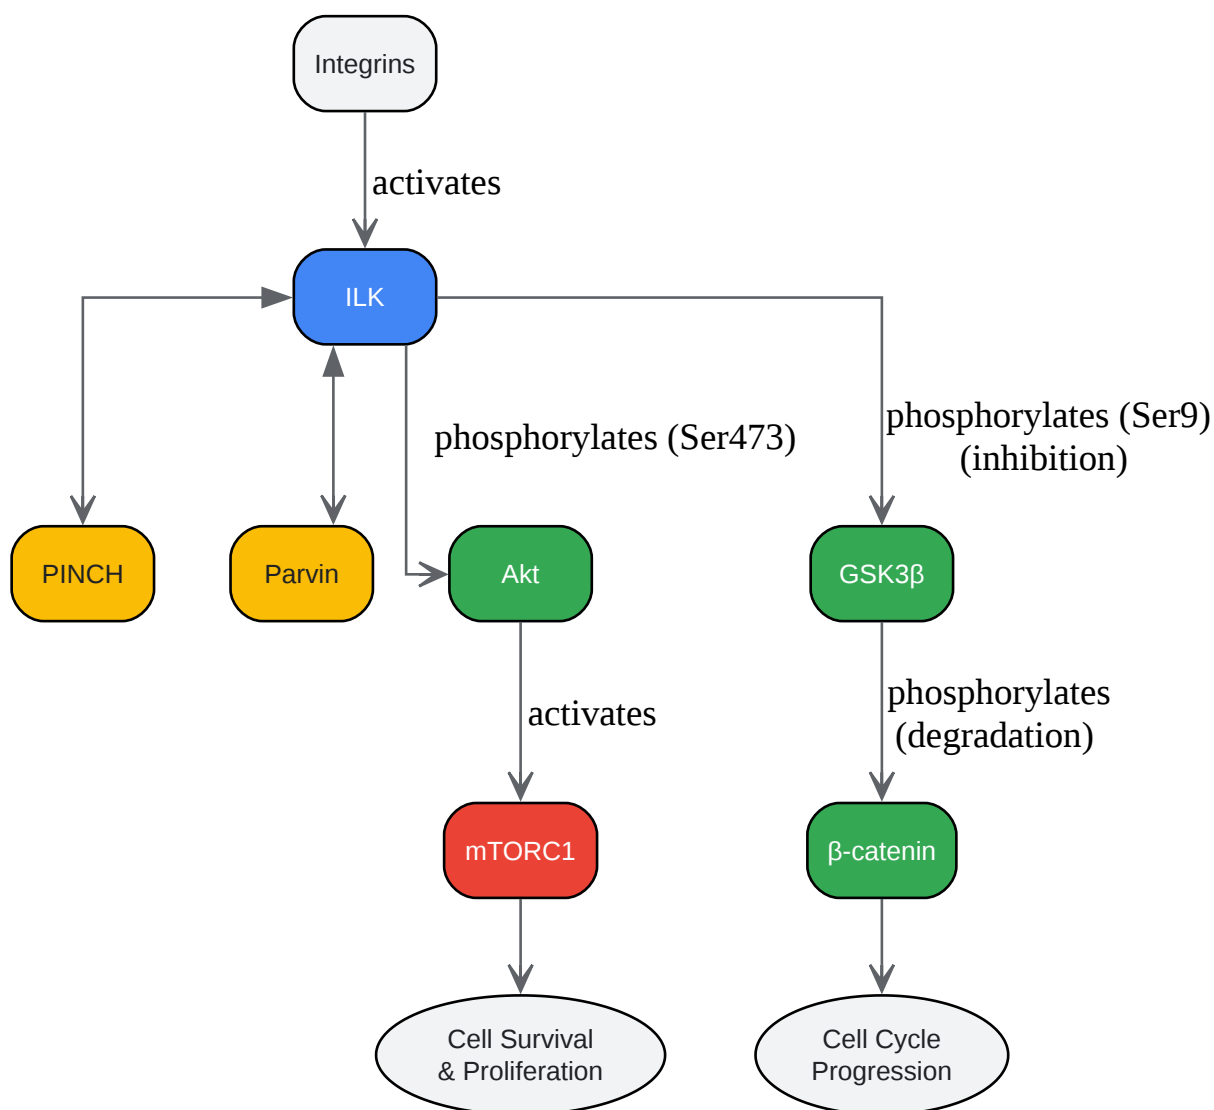 Integrins
activates
ILK
phosphorylates (Ser473)
phosphorylates (Ser9)
(inhibition)
PINCH
Parvin
Akt
GSK3β
activates
phosphorylates
(degradation)
mTORC1
β-catenin
Cell Survival
& Proliferation
Cell Cycle
Progression